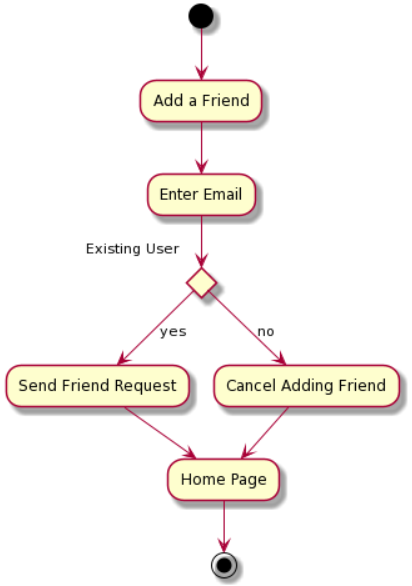 Add a Friend
Enter Email
Existing User
yes
no
Send Friend Request
Cancel Adding Friend
Home Page